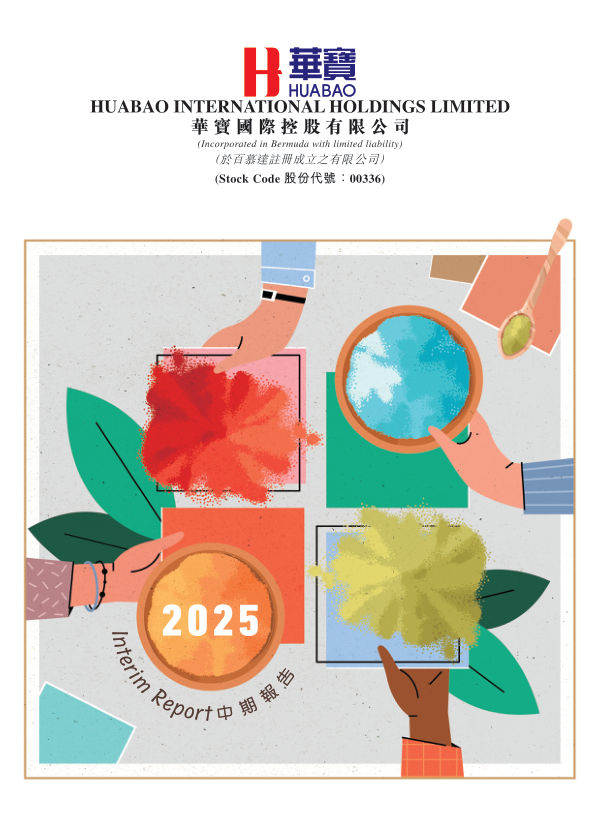 華寶
HUABAO
HUABAO INTERNATIONAL HOLDINGS LIMITED
華寶國際控股有限公司
(Incorporated in Bermuda with limited liability)
(於百慕達註冊成立之有限公司)
(Stock Code 股份代號：00336)
2025
Interim Report 中期報告